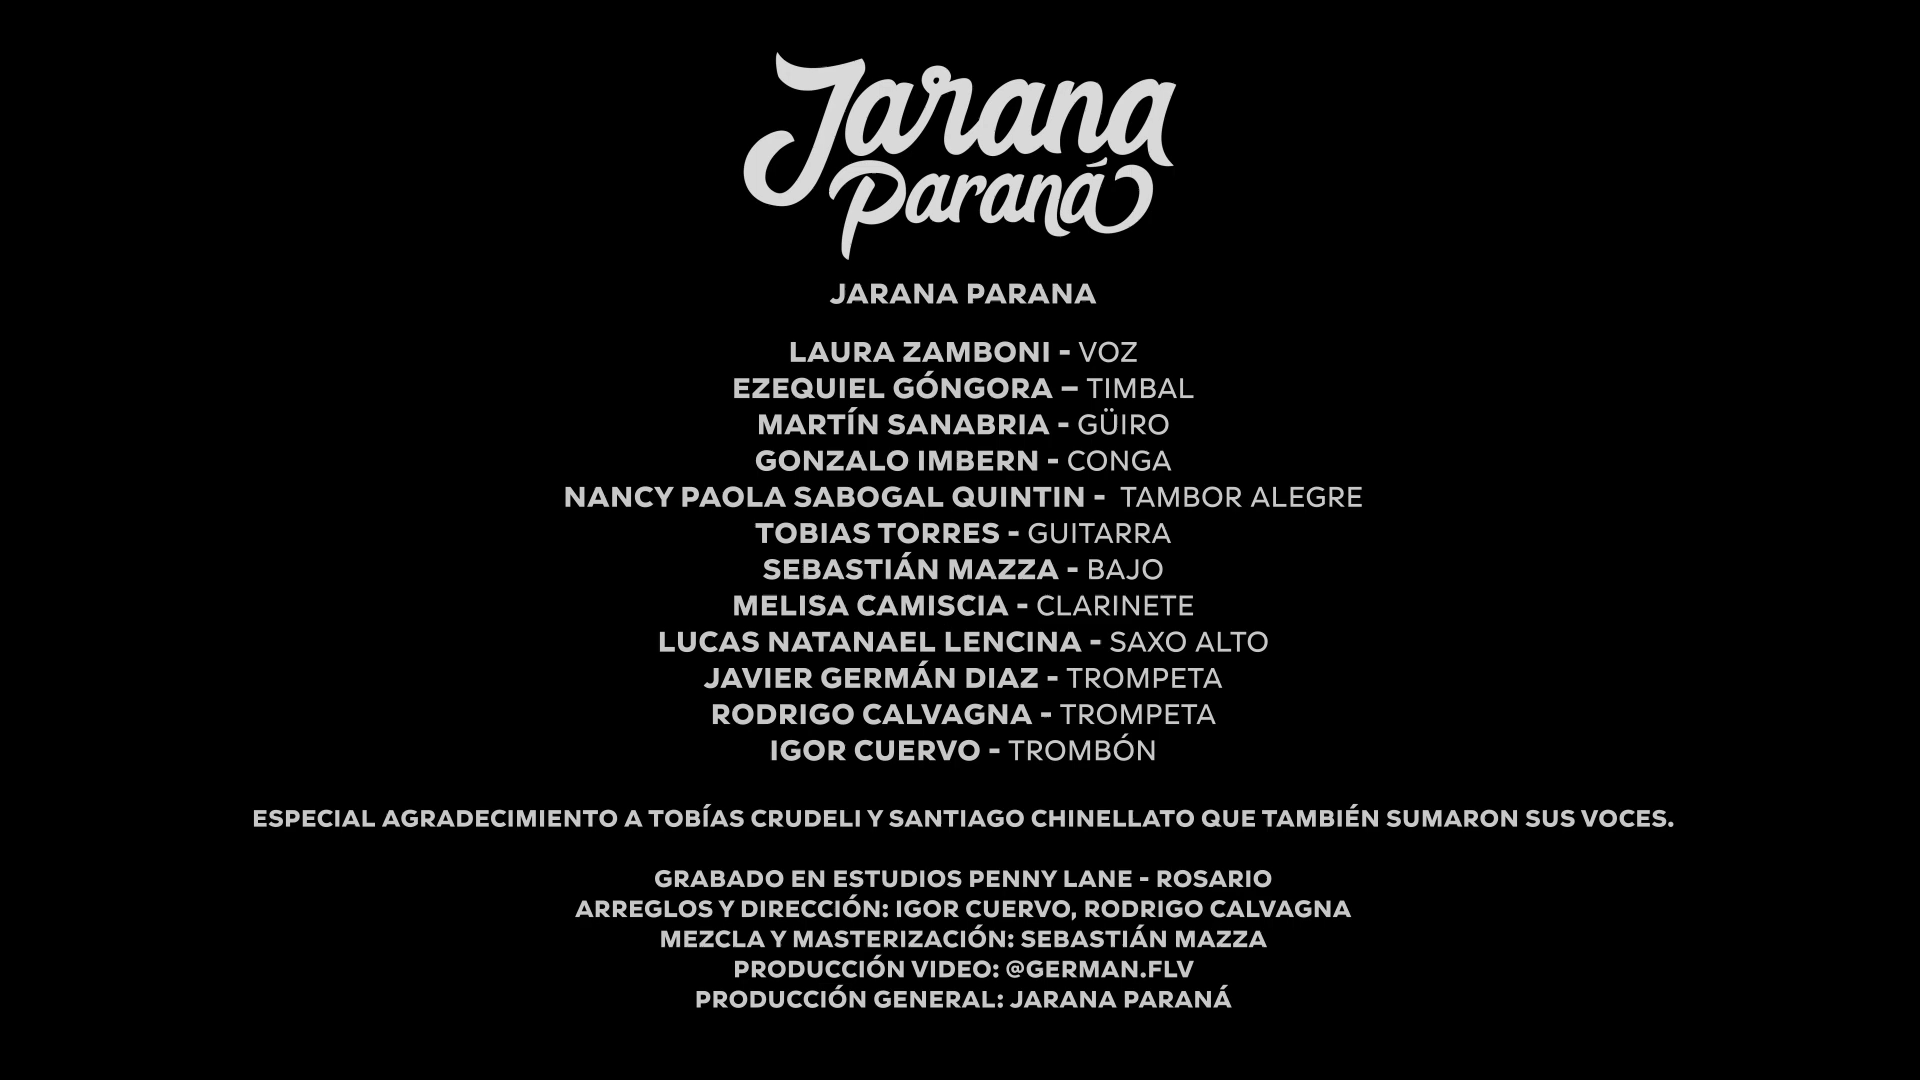 Jarana
Paraná
JARANA PARANA
LAURA ZAMBONI - VOZ
EZEQUIEL GÓNGORA – TIMBAL
MARTÍN SANABRIA - GÜIRO
GONZALO IMBERN - CONGA
NANCY PAOLA SABOGAL QUINTIN - TAMBOR ALEGRE
TOBIAS TORRES - GUITARRA
SEBASTIÁN MAZZA - BAJO
MELISA CAMISCIA - CLARINETE
LUCAS NATANAEL LENCINA - SAXO ALTO
JAVIER GERMÁN DIAZ - TROMPETA
RODRIGO CALVAGNA - TROMPETA
IGOR CUERVO - TROMBÓN
ESPECIAL AGRADECIMIENTO A TOBÍAS CRUDELI Y SANTIAGO CHINELLATO QUE TAMBIÉN SUMARON SUS VOCES.
GRABADO EN ESTUDIOS PENNY LANE - ROSARIO
ARREGLOS Y DIRECCIÓN: IGOR CUERVO, RODRIGO CALVAGNA
MEZCLA Y MASTERIZACIÓN: SEBASTIÁN MAZZA
PRODUCCIÓN VIDEO: @GERMAN.FLV
PRODUCCIÓN GENERAL: JARANA PARANÁ